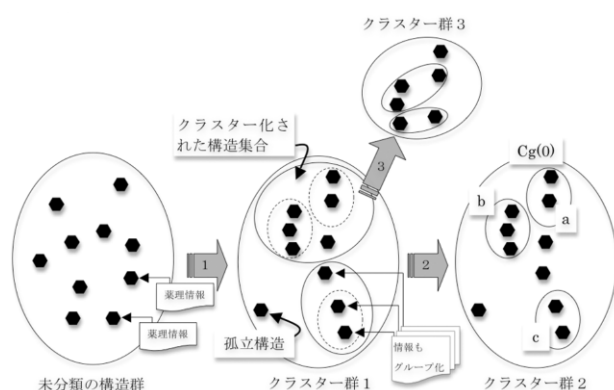 クラスター群3
クラスター化さ
れた構造集合
3
Cg(0)
b
a
1
2
薬理情報
薬理情報
c
孤立構造
情報も
グループ化
未分類の構造群
クラスター群1
クラスター群2